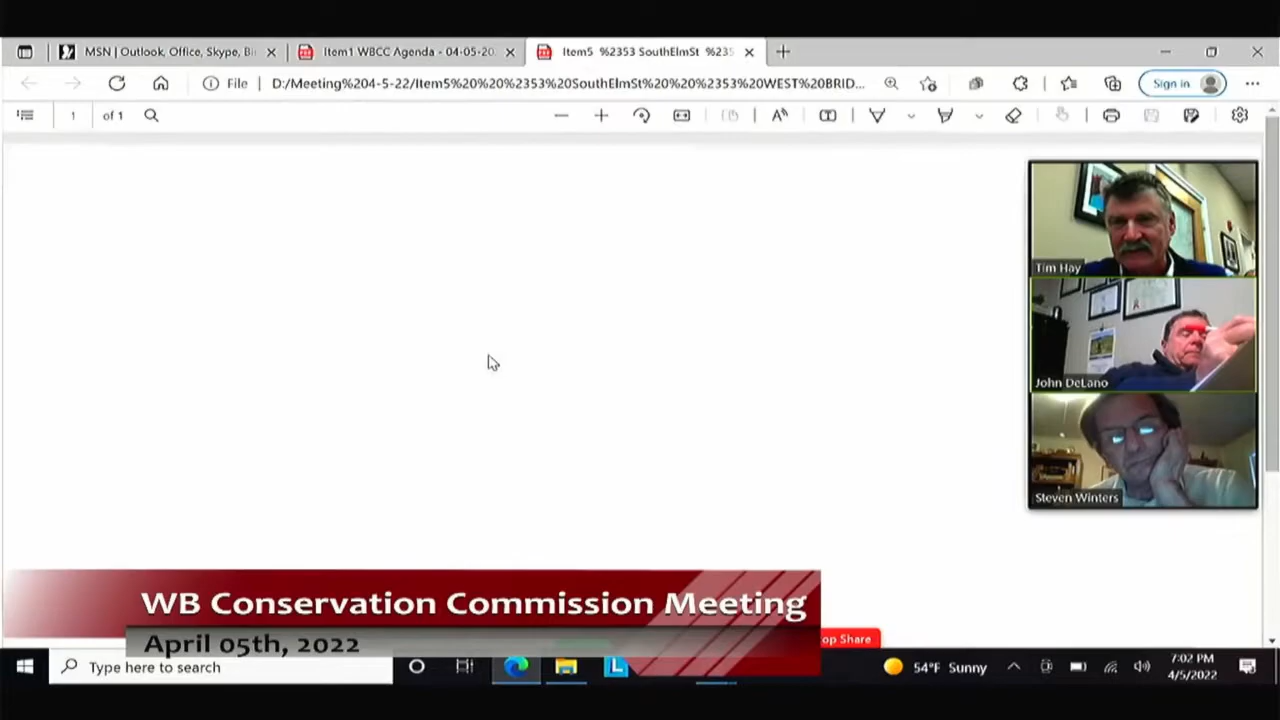 MSN | Outlook, Office, Skype, Bi
Item1 WBCC Agenda - 04-05-20
Item5 %2353 SouthElmSt %235
File
D:/Meeting%204-5-22/Item5%20%20%2353%20SouthElmSt%20%20%2353%20WEST%20BRID...
Sign in
1
of 1
Tim Hay
John DeLano
Steven Winters
WB Conservation Commission Meeting
April 05th, 2022
op Share
Type here to search
L
54°F Sunny
7:02 PM
4/5/2022